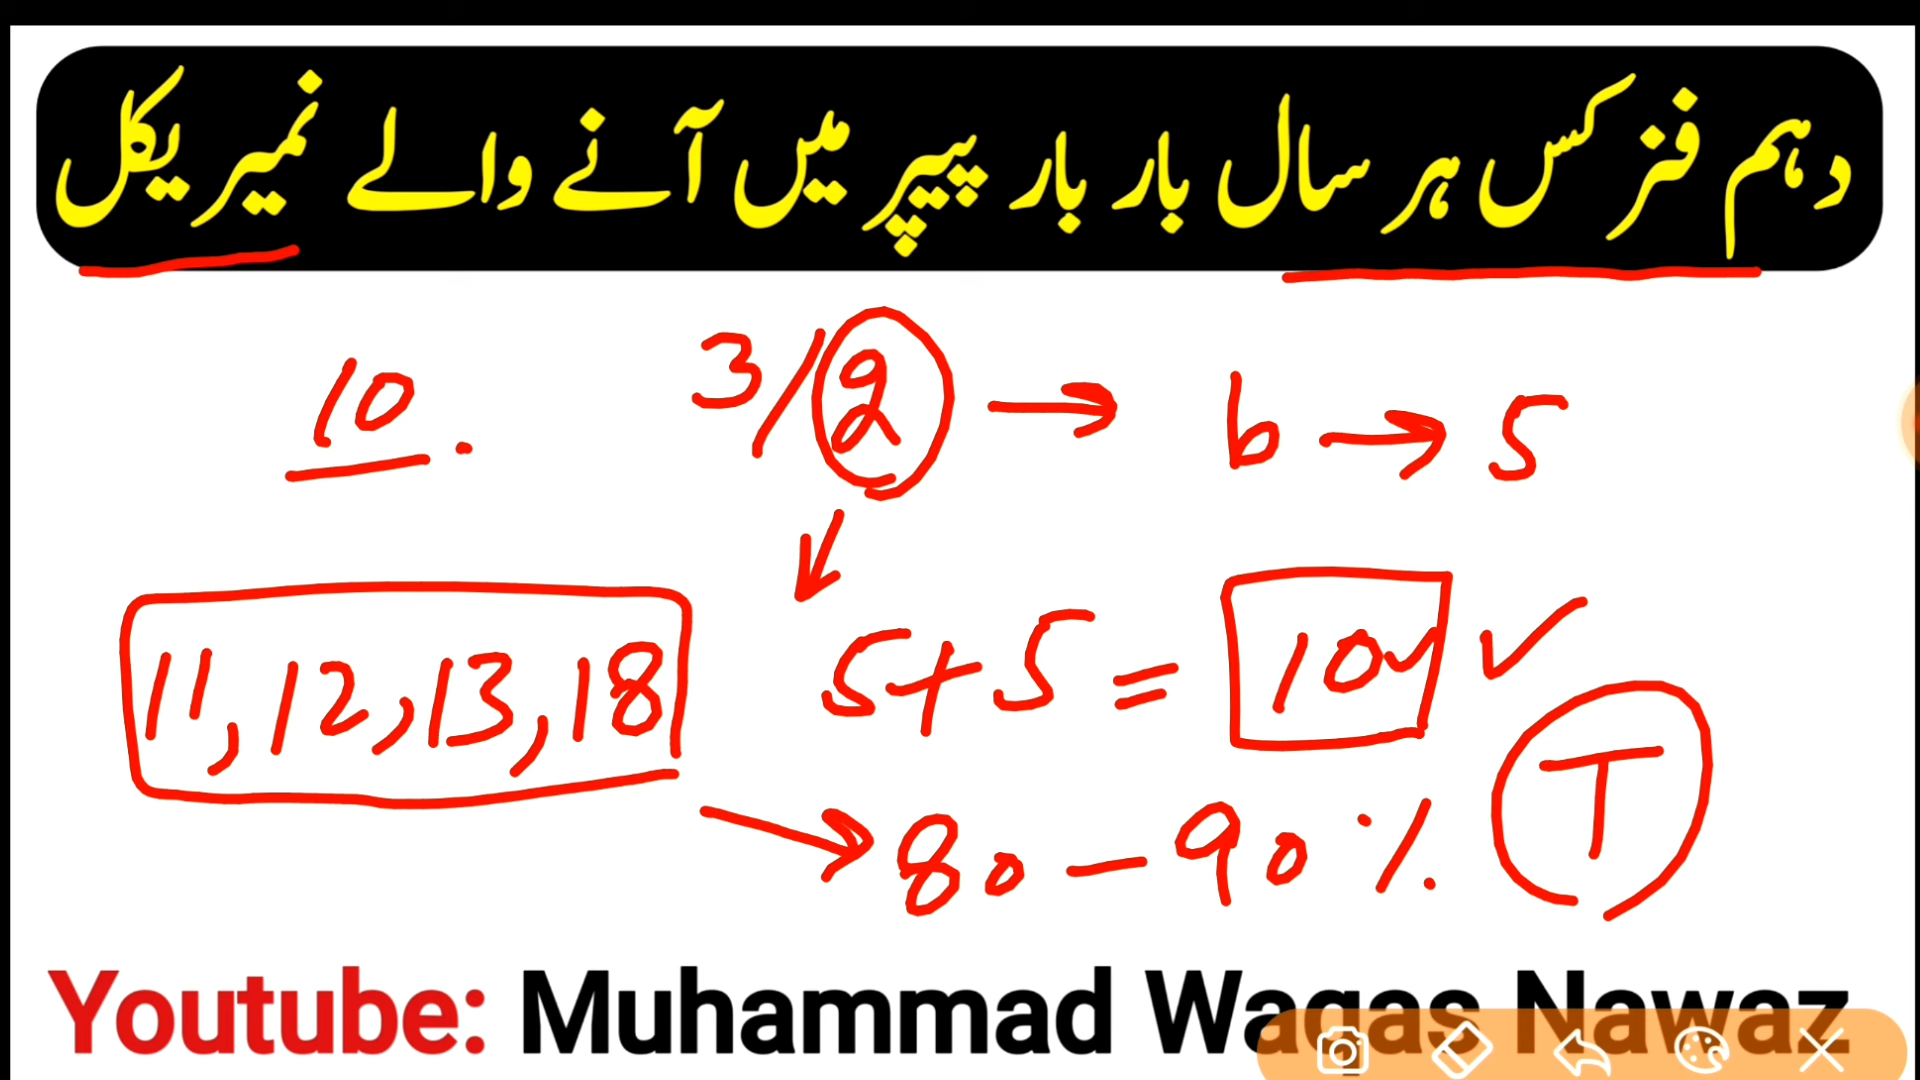 دہم فزکس ہر سال بار بار پیپر میں آنے والے نمیریکل
10. 3/2 → b → 5
5+5 = 10 ✓ ✓
11, 12, 13, 18
→ 80 – 90 %. T
Youtube: Muhammad Waqas Nawaz